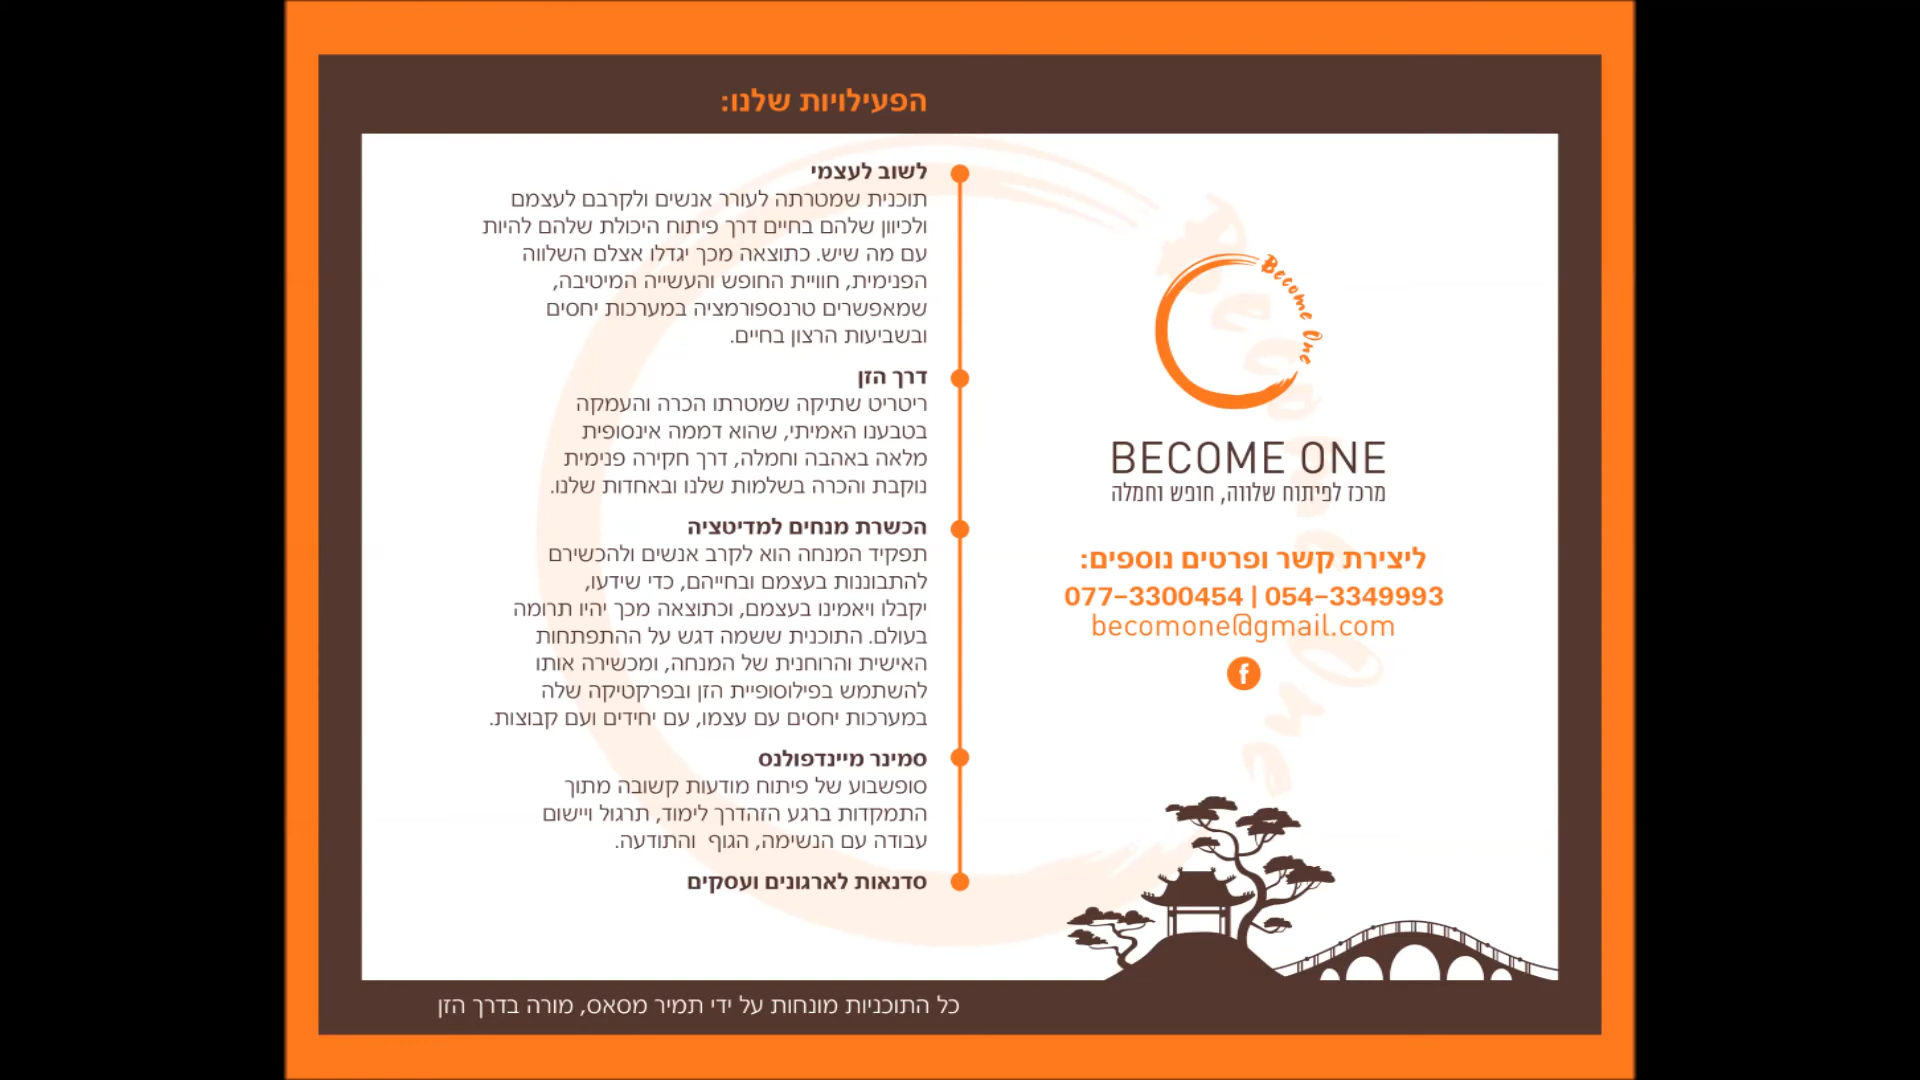 הפעילויות שלנו:
לשוב לעצמי
תוכנית שמטרתה לעורר אנשים ולקרבם לעצמם
ולכיוון שלהם בחיים דרך פיתוח היכולת שלהם להיות
עם מה שיש. כתוצאה מכך יגדלו אצלם השלווה
הפנימית, חוויית החופש והעשייה המיטיבה,
שמאפשרים טרנספורמציה במערכות יחסים
ובשביעות הרצון בחיים.
דרך הזן
ריטריט שתיקה שמטרתו הכרה והעמקה
בטבענו האמיתי, שהוא דממה אינסופית
מלאה באהבה וחמלה, דרך חקירה פנימית
נוקבת והכרה בשלמות שלנו ובאחדות שלנו.
הכשרת מנחים למדיטציה
תפקיד המנחה הוא לקרב אנשים ולהכשירם
להתבוננות בעצמם ובחייהם, כדי שידעו,
יקבלו ויאמינו בעצמם, וכתוצאה מכך יהיו תרומה
בעולם. התוכנית ששמה דגש על ההתפתחות
האישית והרוחנית של המנחה, ומכשירה אותו
להשתמש בפילוסופיית הזן ובפרקטיקה שלה
במערכות יחסים עם עצמו, עם יחידים ועם קבוצות.
סמינר מיינדפולנס
סופשבוע של פיתוח מודעות קשובה מתוך
התמקדות ברגע הזהדרך לימוד, תרגול ויישום
עבודה עם הנשימה, הגוף והתודעה.
סדנאות לארגונים ועסקים
כל התוכניות מונחות על ידי תמיר מסאס, מורה בדרך הזן
Become One
Become One
BECOME ONE
מרכז לפיתוח שלווה, חופש וחמלה
ליצירת קשר ופרטים נוספים:
077-3300454 | 054-3349993
becomone@gmail.com
f